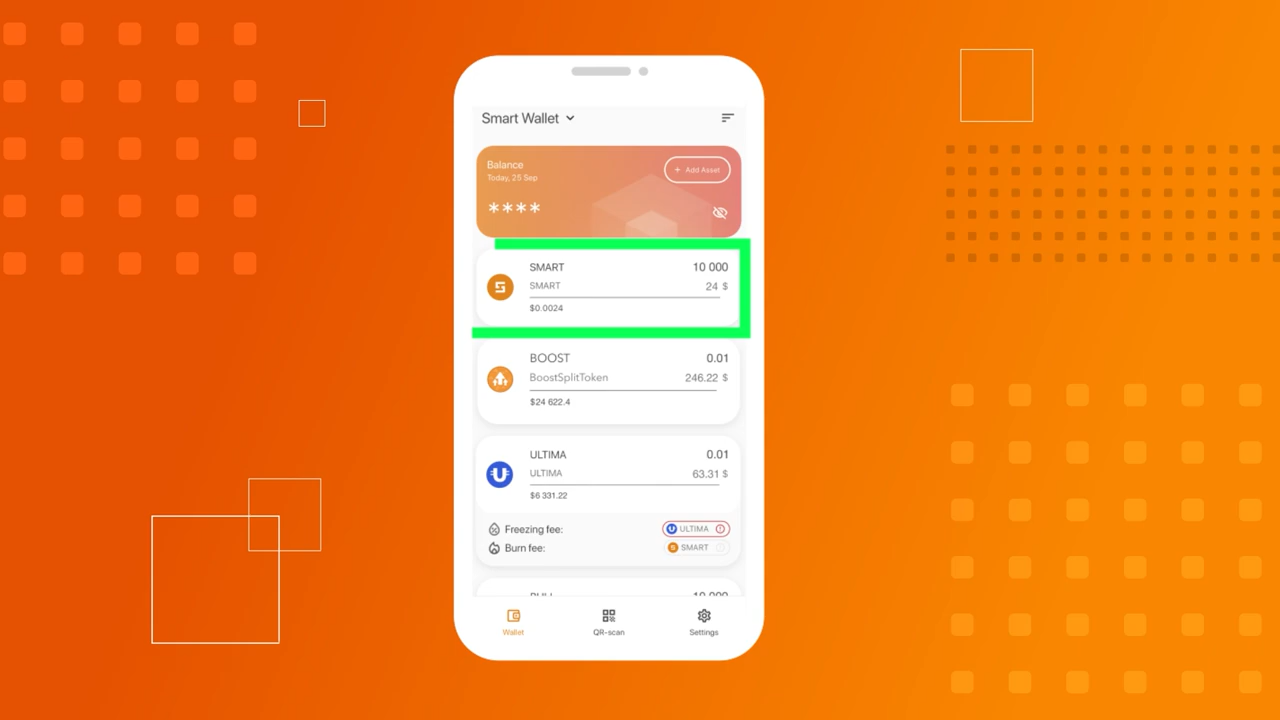 Smart Wallet
Balance
Today, 25 Sep
+ Add Asset
****
SMART 10 000
SMART 24 $
$0.0024
BOOST 0.01
BoostSplitToken 246.22 $
$24 622.4
ULTIMA 0.01
ULTIMA 63.31 $
$6 331.22
Freezing fee: ULTIMA
Burn fee: SMART
10 000
Wallet QR-scan Settings